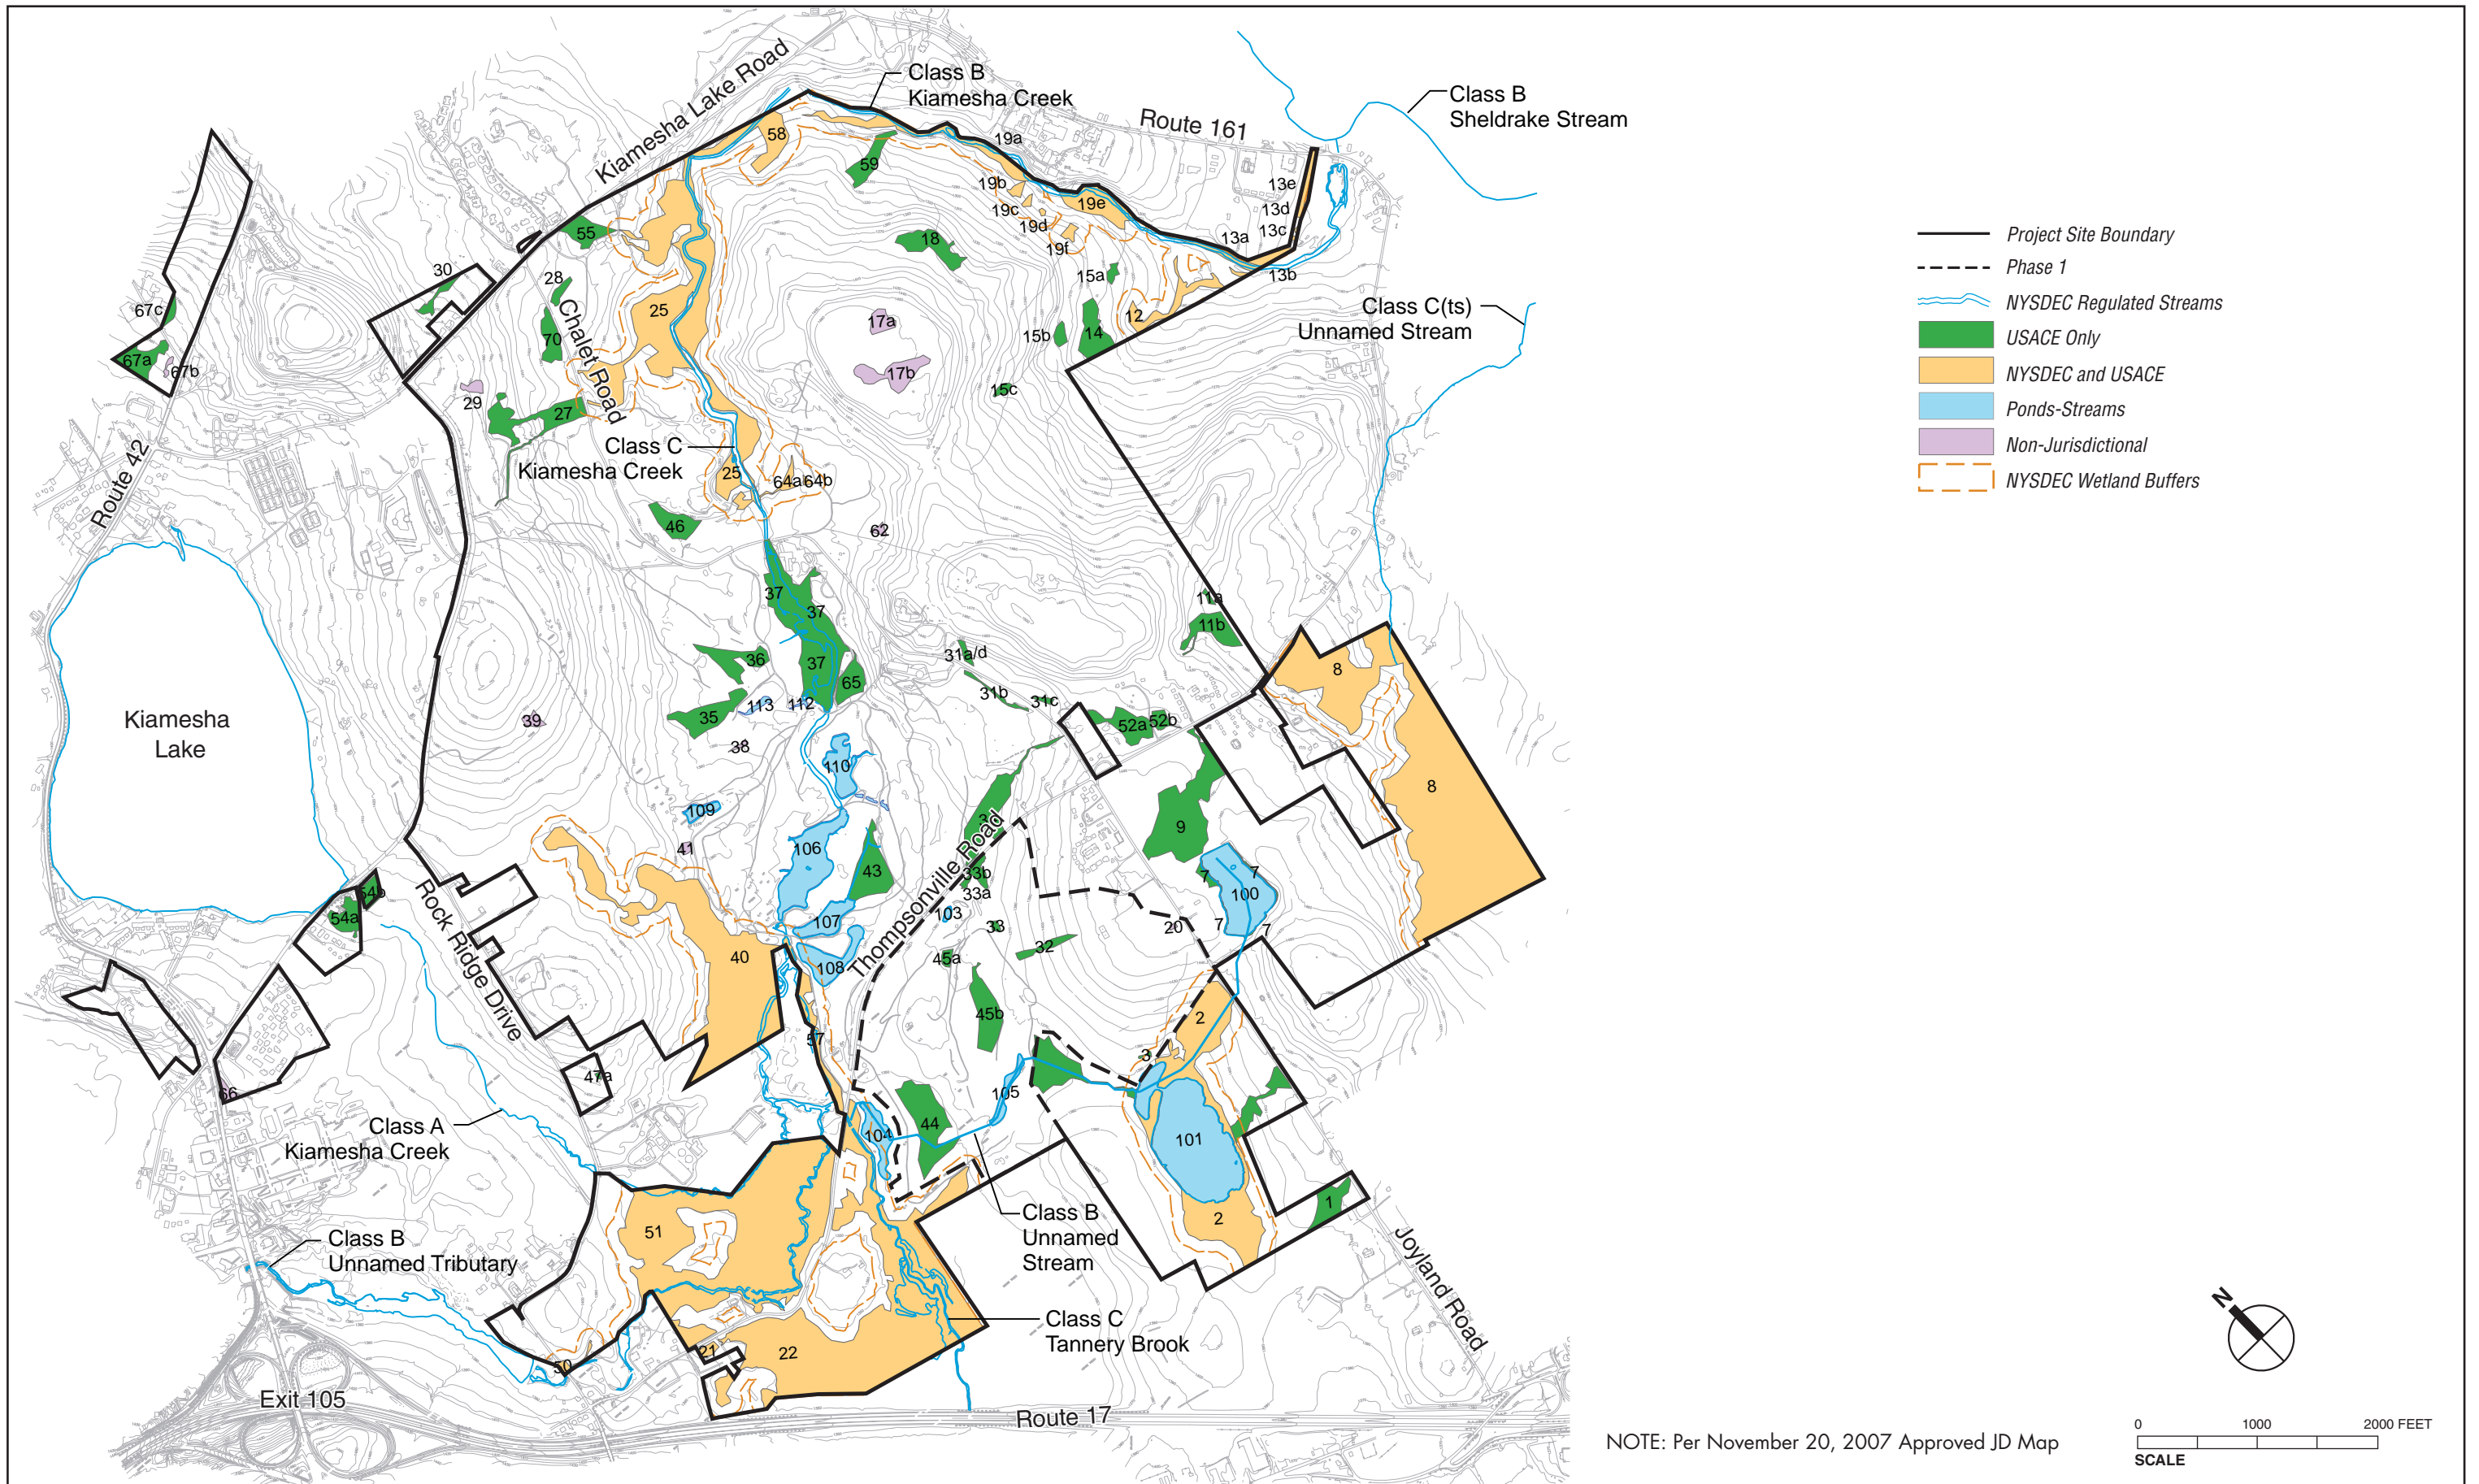 Class B
Kiamesha Creek
Class B
Sheldrake Stream
Kiamesha Lake Road
Route 161
58
59
19a
19b
19c
19d
19e
19f
13e
13d
13c
13a
13b
Project Site Boundary
Phase 1
NYSDEC Regulated Streams
USACE Only
NYSDEC and USACE
Ponds-Streams
Non-Jurisdictional
NYSDEC Wetland Buffers
55
18
15a
30
28
Class C(ts)
Unnamed Stream
67c
25
17a
12
15b
14
70
Chalet Road
67a
67b
17b
15c
29
27
Route 42
Class C
Kiamesha Creek
25
64a
64b
46
62
37
37
11a
11b
36
37
31a/d
8
65
31b
31c
35
113
112
39
52a
52b
Kiamesha
Lake
38
110
8
109
9
Thompsonville Road
106
41
43
33b
33a
7
7
100
54b
54a
Rock Ridge Drive
107
103
33
20
7
7
32
40
108
45a
45b
2
57
3
47a
66
105
Class A
Kiamesha Creek
104
44
101
1
2
Class B
Unnamed
Stream
51
Class B
Unnamed Tributary
Joyland Road
Class C
Tannery Brook
21
22
50
N
Exit 105
Route 17
NOTE: Per November 20, 2007 Approved JD Map
0 1000 2000 FEET
SCALE